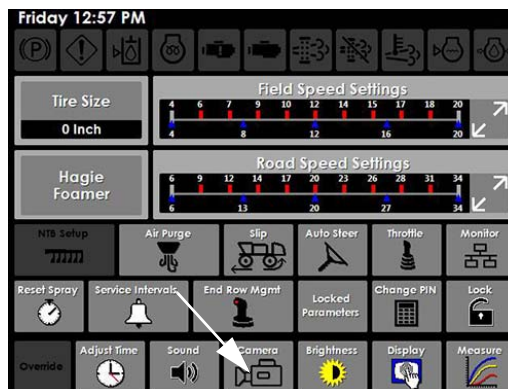 Friday 12:57 PM
Tire Size
0 Inch
Field Speed Settings
4 6 7 9 10 12 14 15 17 18 20
4 8 12 16 20
Hagie
Foamer
Road Speed Settings
6 9 12 14 17 20 23 26 28 31 34
6 13 20 27 34
NTB Setup
Air Purge
Slip
Auto Steer
Throttle
Monitor
Reset Spray
Service Intervals
End Row Mgmt
Locked
Parameters
Change PIN
Lock
Override
Adjust Time
Sound
Camera
Brightness
Display
Measure